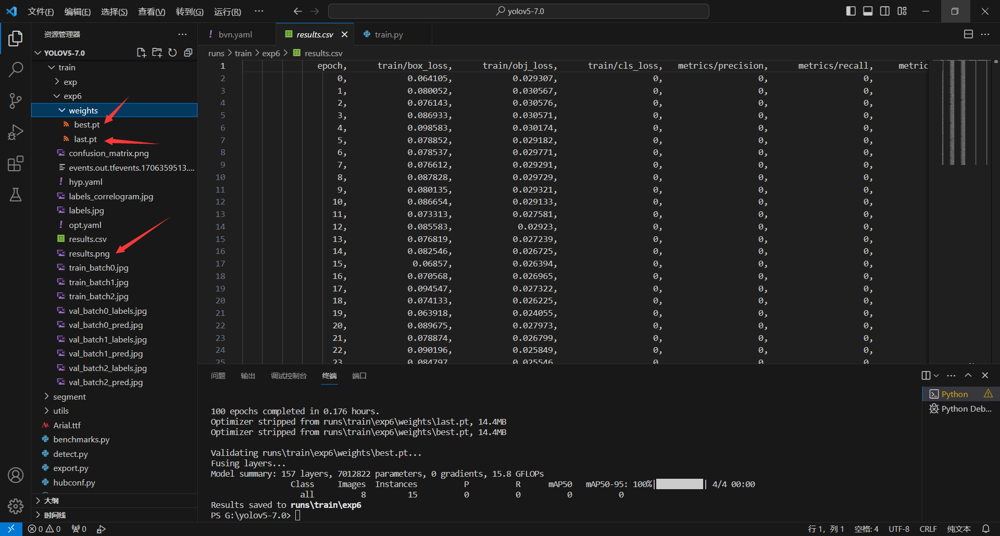 文件(F) 编辑(E) 选择(S) 查看(V) 转到(G) 运行(R) ··· yolov5-7.0
资源管理器 ···
YOLOV5-7.0
train
exp
exp6
weights
best.pt
last.pt
confusion_matrix.png
events.out.tfevents.1706359513....
hyp.yaml
labels_correlogram.jpg
labels.jpg
opt.yaml
results.csv
results.png
train_batch0.jpg
train_batch1.jpg
train_batch2.jpg
val_batch0_labels.jpg
val_batch0_pred.jpg
val_batch1_labels.jpg
val_batch1_pred.jpg
val_batch2_labels.jpg
val_batch2_pred.jpg
segment
utils
Arial.ttf
benchmarks.py
detect.py
export.py
hubconf.py
大纲
时间线
! bvn.yaml results.csv train.py
runs > train > exp6 > results.csv
1 epoch, train/box_loss, train/obj_loss, train/cls_loss, metrics/precision, metrics/recall, metric
2 0, 0.064105, 0.029307, 0, 0, 0,
3 1, 0.080052, 0.030567, 0, 0, 0,
4 2, 0.076143, 0.030576, 0, 0, 0,
5 3, 0.086933, 0.030571, 0, 0, 0,
6 4, 0.098583, 0.030174, 0, 0, 0,
7 5, 0.078852, 0.029182, 0, 0, 0,
8 6, 0.078537, 0.029771, 0, 0, 0,
9 7, 0.076612, 0.029291, 0, 0, 0,
10 8, 0.087828, 0.029729, 0, 0, 0,
11 9, 0.080135, 0.029321, 0, 0, 0,
12 10, 0.086654, 0.029133, 0, 0, 0,
13 11, 0.073313, 0.027581, 0, 0, 0,
14 12, 0.085583, 0.02923, 0, 0, 0,
15 13, 0.076819, 0.027239, 0, 0, 0,
16 14, 0.082546, 0.026725, 0, 0, 0,
17 15, 0.06857, 0.026394, 0, 0, 0,
18 16, 0.070568, 0.026965, 0, 0, 0,
19 17, 0.094547, 0.027322, 0, 0, 0,
20 18, 0.074133, 0.026225, 0, 0, 0,
21 19, 0.063918, 0.024055, 0, 0, 0,
22 20, 0.089675, 0.027973, 0, 0, 0,
23 21, 0.078874, 0.026799, 0, 0, 0,
24 22, 0.090196, 0.025849, 0, 0, 0,
25 23 0.084797 0.025546 0 0 0
问题 输出 调试控制台 终端 端口
100 epochs completed in 0.176 hours.
Optimizer stripped from runs\train\exp6\weights\last.pt, 14.4MB
Optimizer stripped from runs\train\exp6\weights\best.pt, 14.4MB
Validating runs\train\exp6\weights\best.pt...
Fusing layers...
Model summary: 157 layers, 7012822 parameters, 0 gradients, 15.8 GFLOPs
Class Images Instances P R mAP50 mAP50-95: 100%| | 4/4 00:00
all 8 15 0 0 0 0
Results saved to runs\train\exp6
PS G:\yolov5-7.0>
Python
Python Deb...
0 0 0 行 1, 列 1 空格: 4 UTF-8 CRLF 纯文本